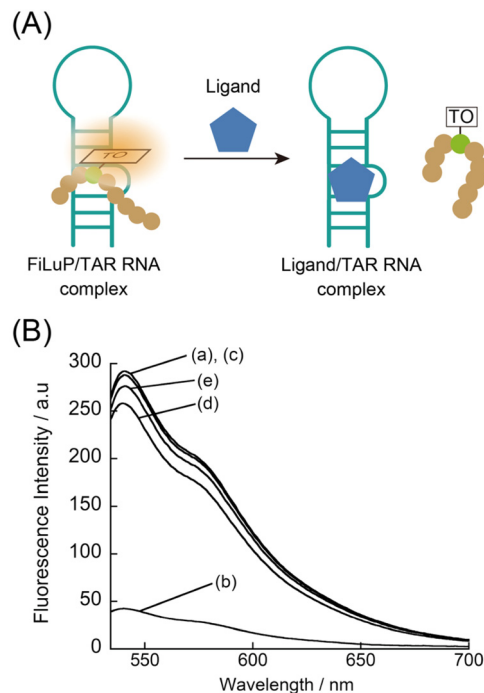 (A)
Ligand
TO
TO
FiLuP/TAR RNA
complex
Ligand/TAR RNA
complex
(B)
300
250
200
150
100
50
0
(a), (c)
(e)
(d)
(b)
Fluorescence Intensity / a.u
550
600
650
700
Wavelength / nm